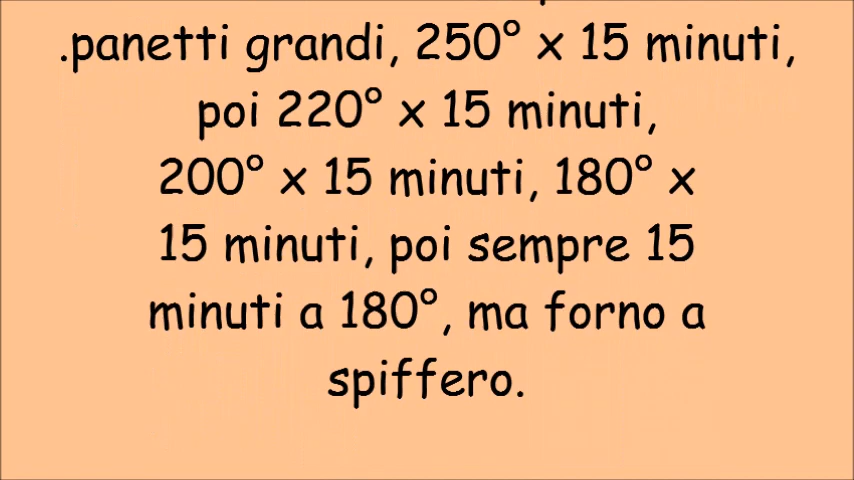 .panetti grandi, 250° x 15 minuti,
poi 220° x 15 minuti,
200° x 15 minuti, 180° x
15 minuti, poi sempre 15
minuti a 180°, ma forno a
spiffero.